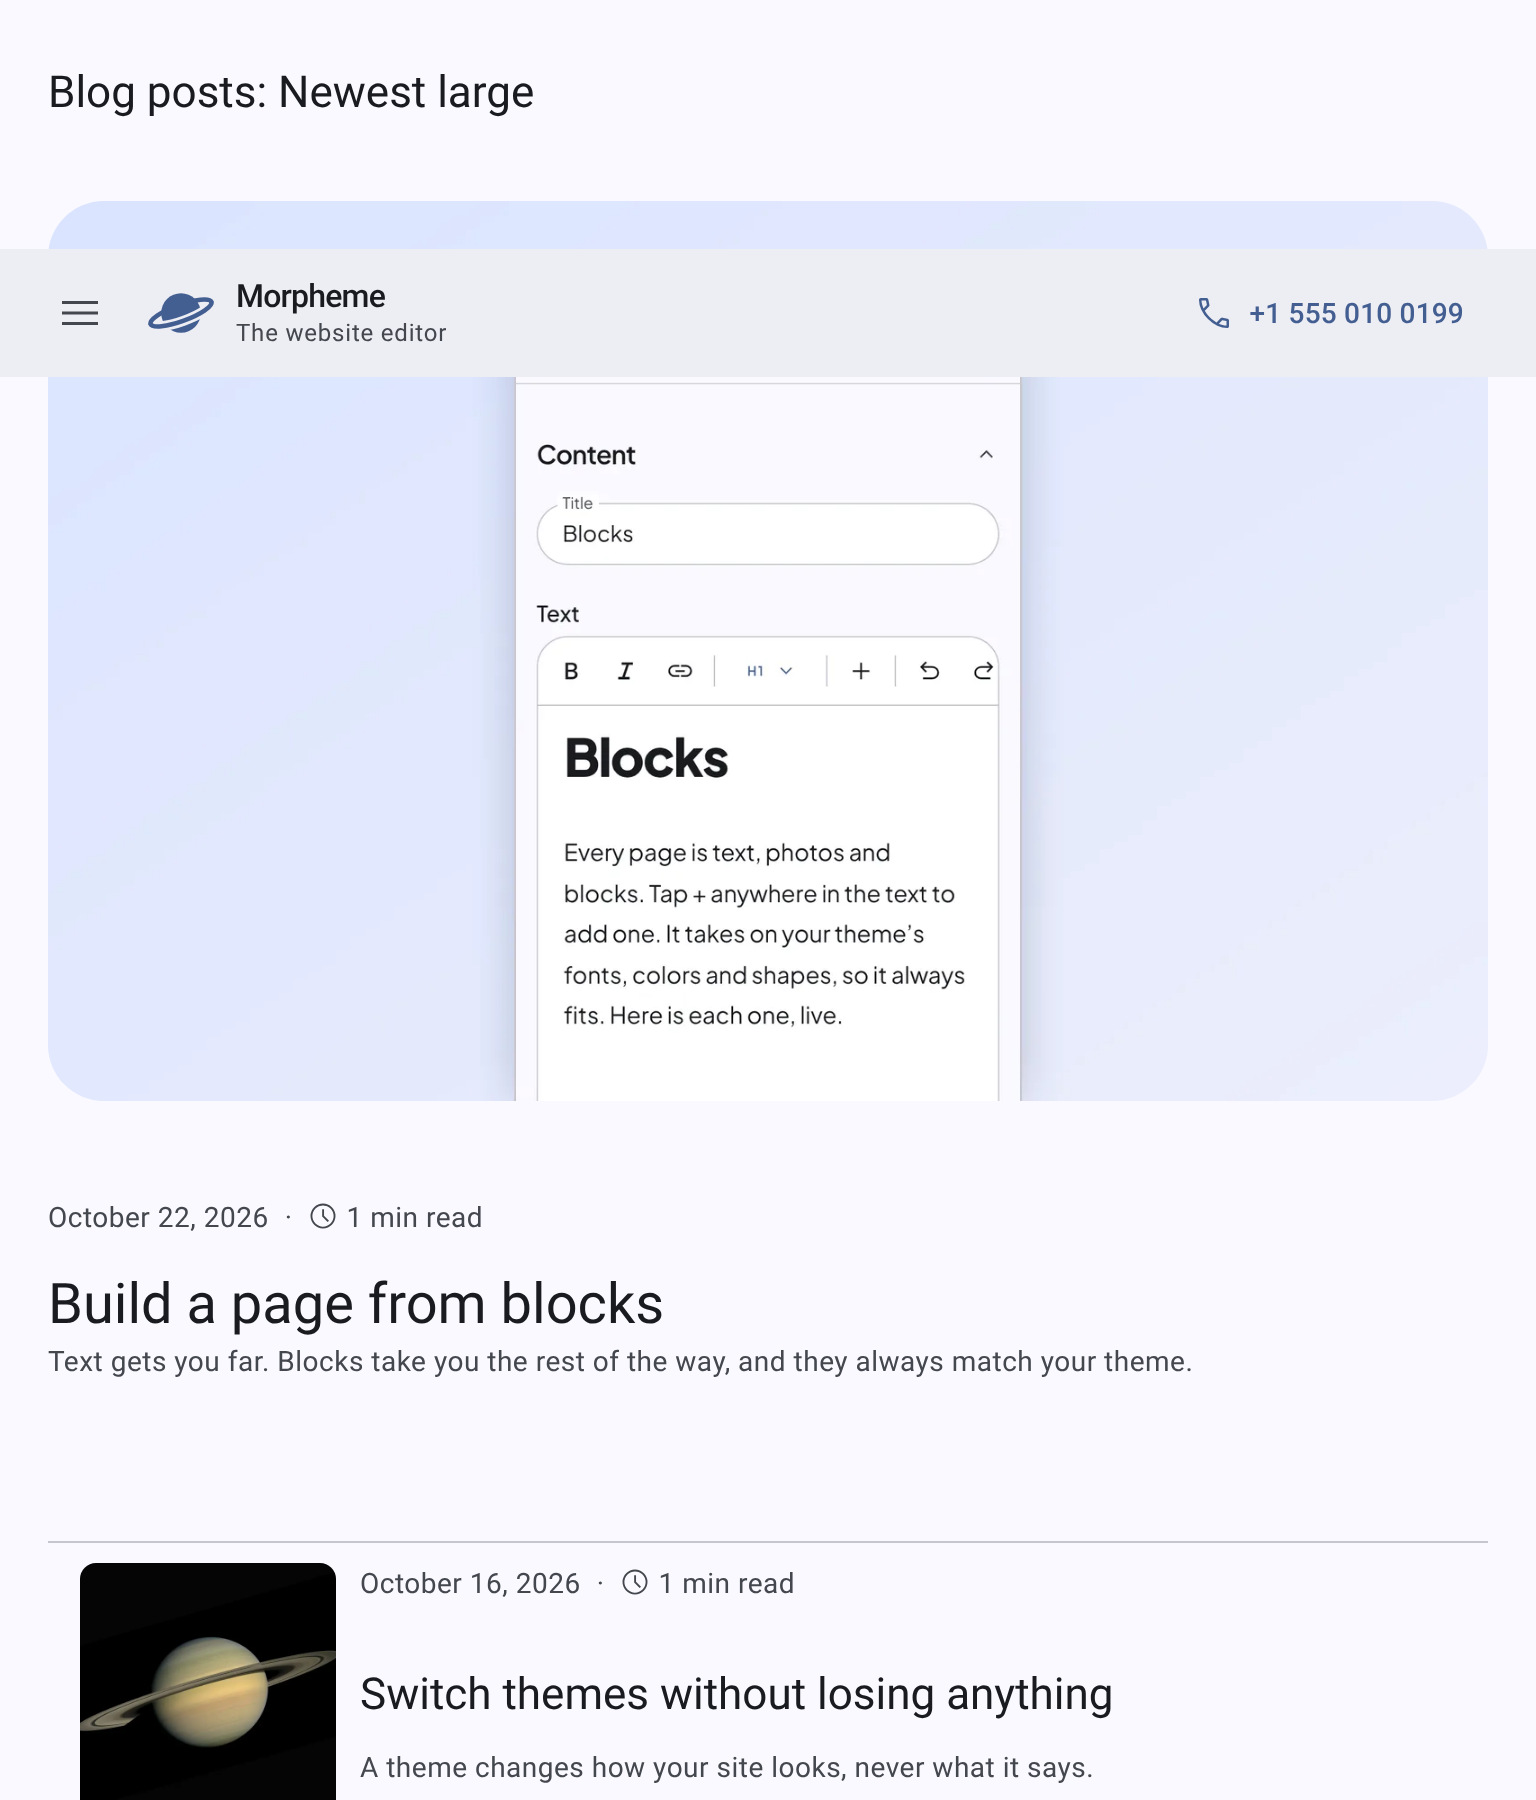 Blog posts: Newest large
Morpheme
The website editor
+1 555 010 0199
Content
Title
Blocks
Text
B I H1
Blocks
Every page is text, photos and
blocks. Tap + anywhere in the text to
add one. It takes on your theme’s
fonts, colors and shapes, so it always
fits. Here is each one, live.
October 22, 2026 · 1 min read
Build a page from blocks
Text gets you far. Blocks take you the rest of the way, and they always match your theme.
October 16, 2026 · 1 min read
Switch themes without losing anything
A theme changes how your site looks, never what it says.